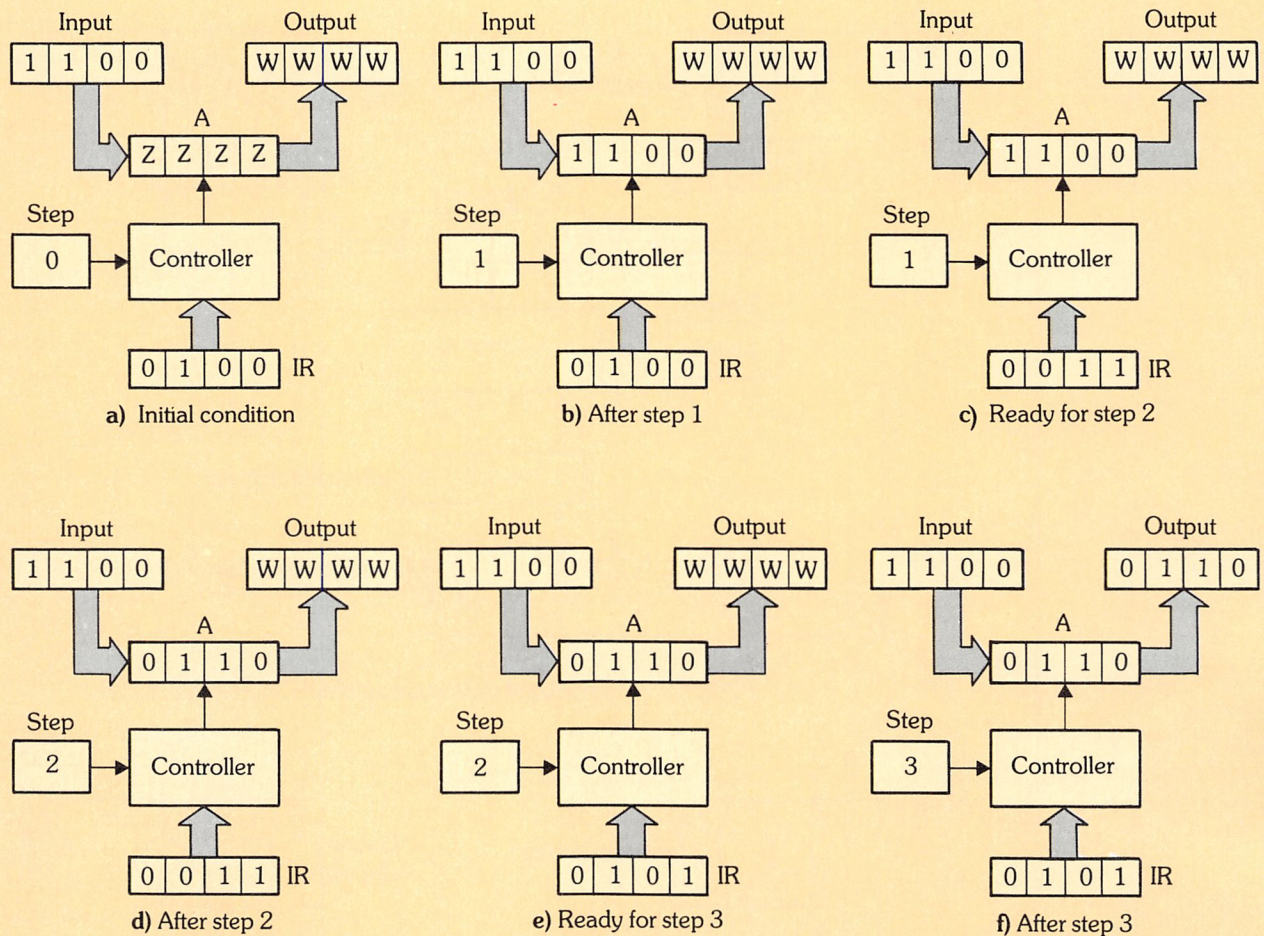 Input Output
1 1 0 0 W W W W
A
Z Z Z Z
Step
0 Controller
0 1 0 0 IR
a) Initial condition
Input Output
1 1 0 0 W W W W
A
1 1 0 0
Step
1 Controller
0 1 0 0 IR
b) After step 1
Input Output
1 1 0 0 W W W W
A
1 1 0 0
Step
1 Controller
0 0 1 1 IR
c) Ready for step 2
Input Output
1 1 0 0 W W W W
A
0 1 1 0
Step
2 Controller
0 0 1 1 IR
d) After step 2
Input Output
1 1 0 0 W W W W
A
0 1 1 0
Step
2 Controller
0 1 0 1 IR
e) Ready for step 3
Input Output
1 1 0 0 0 1 1 0
A
0 1 1 0
Step
3 Controller
0 1 0 1 IR
f) After step 3